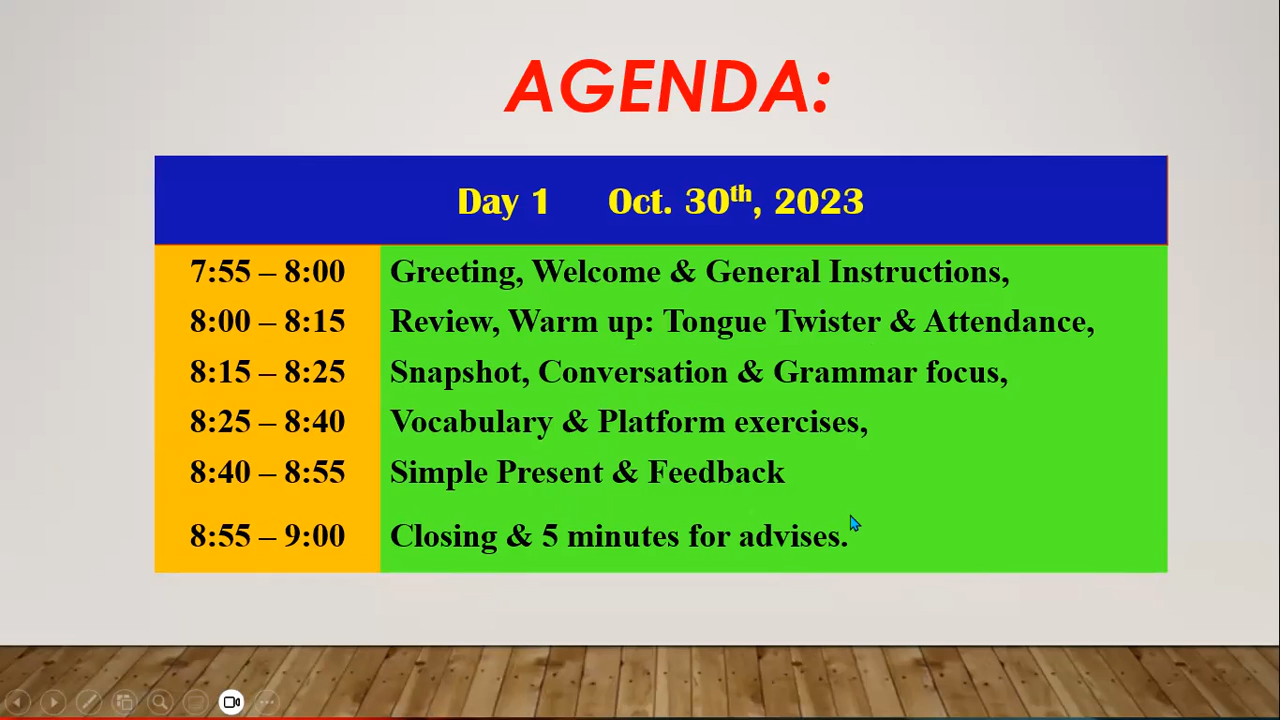 AGENDA:
Day 1 Oct. 30th, 2023
7:55 – 8:00 Greeting, Welcome & General Instructions,
8:00 – 8:15 Review, Warm up: Tongue Twister & Attendance,
8:15 – 8:25 Snapshot, Conversation & Grammar focus,
8:25 – 8:40 Vocabulary & Platform exercises,
8:40 – 8:55 Simple Present & Feedback
8:55 – 9:00 Closing & 5 minutes for advises.